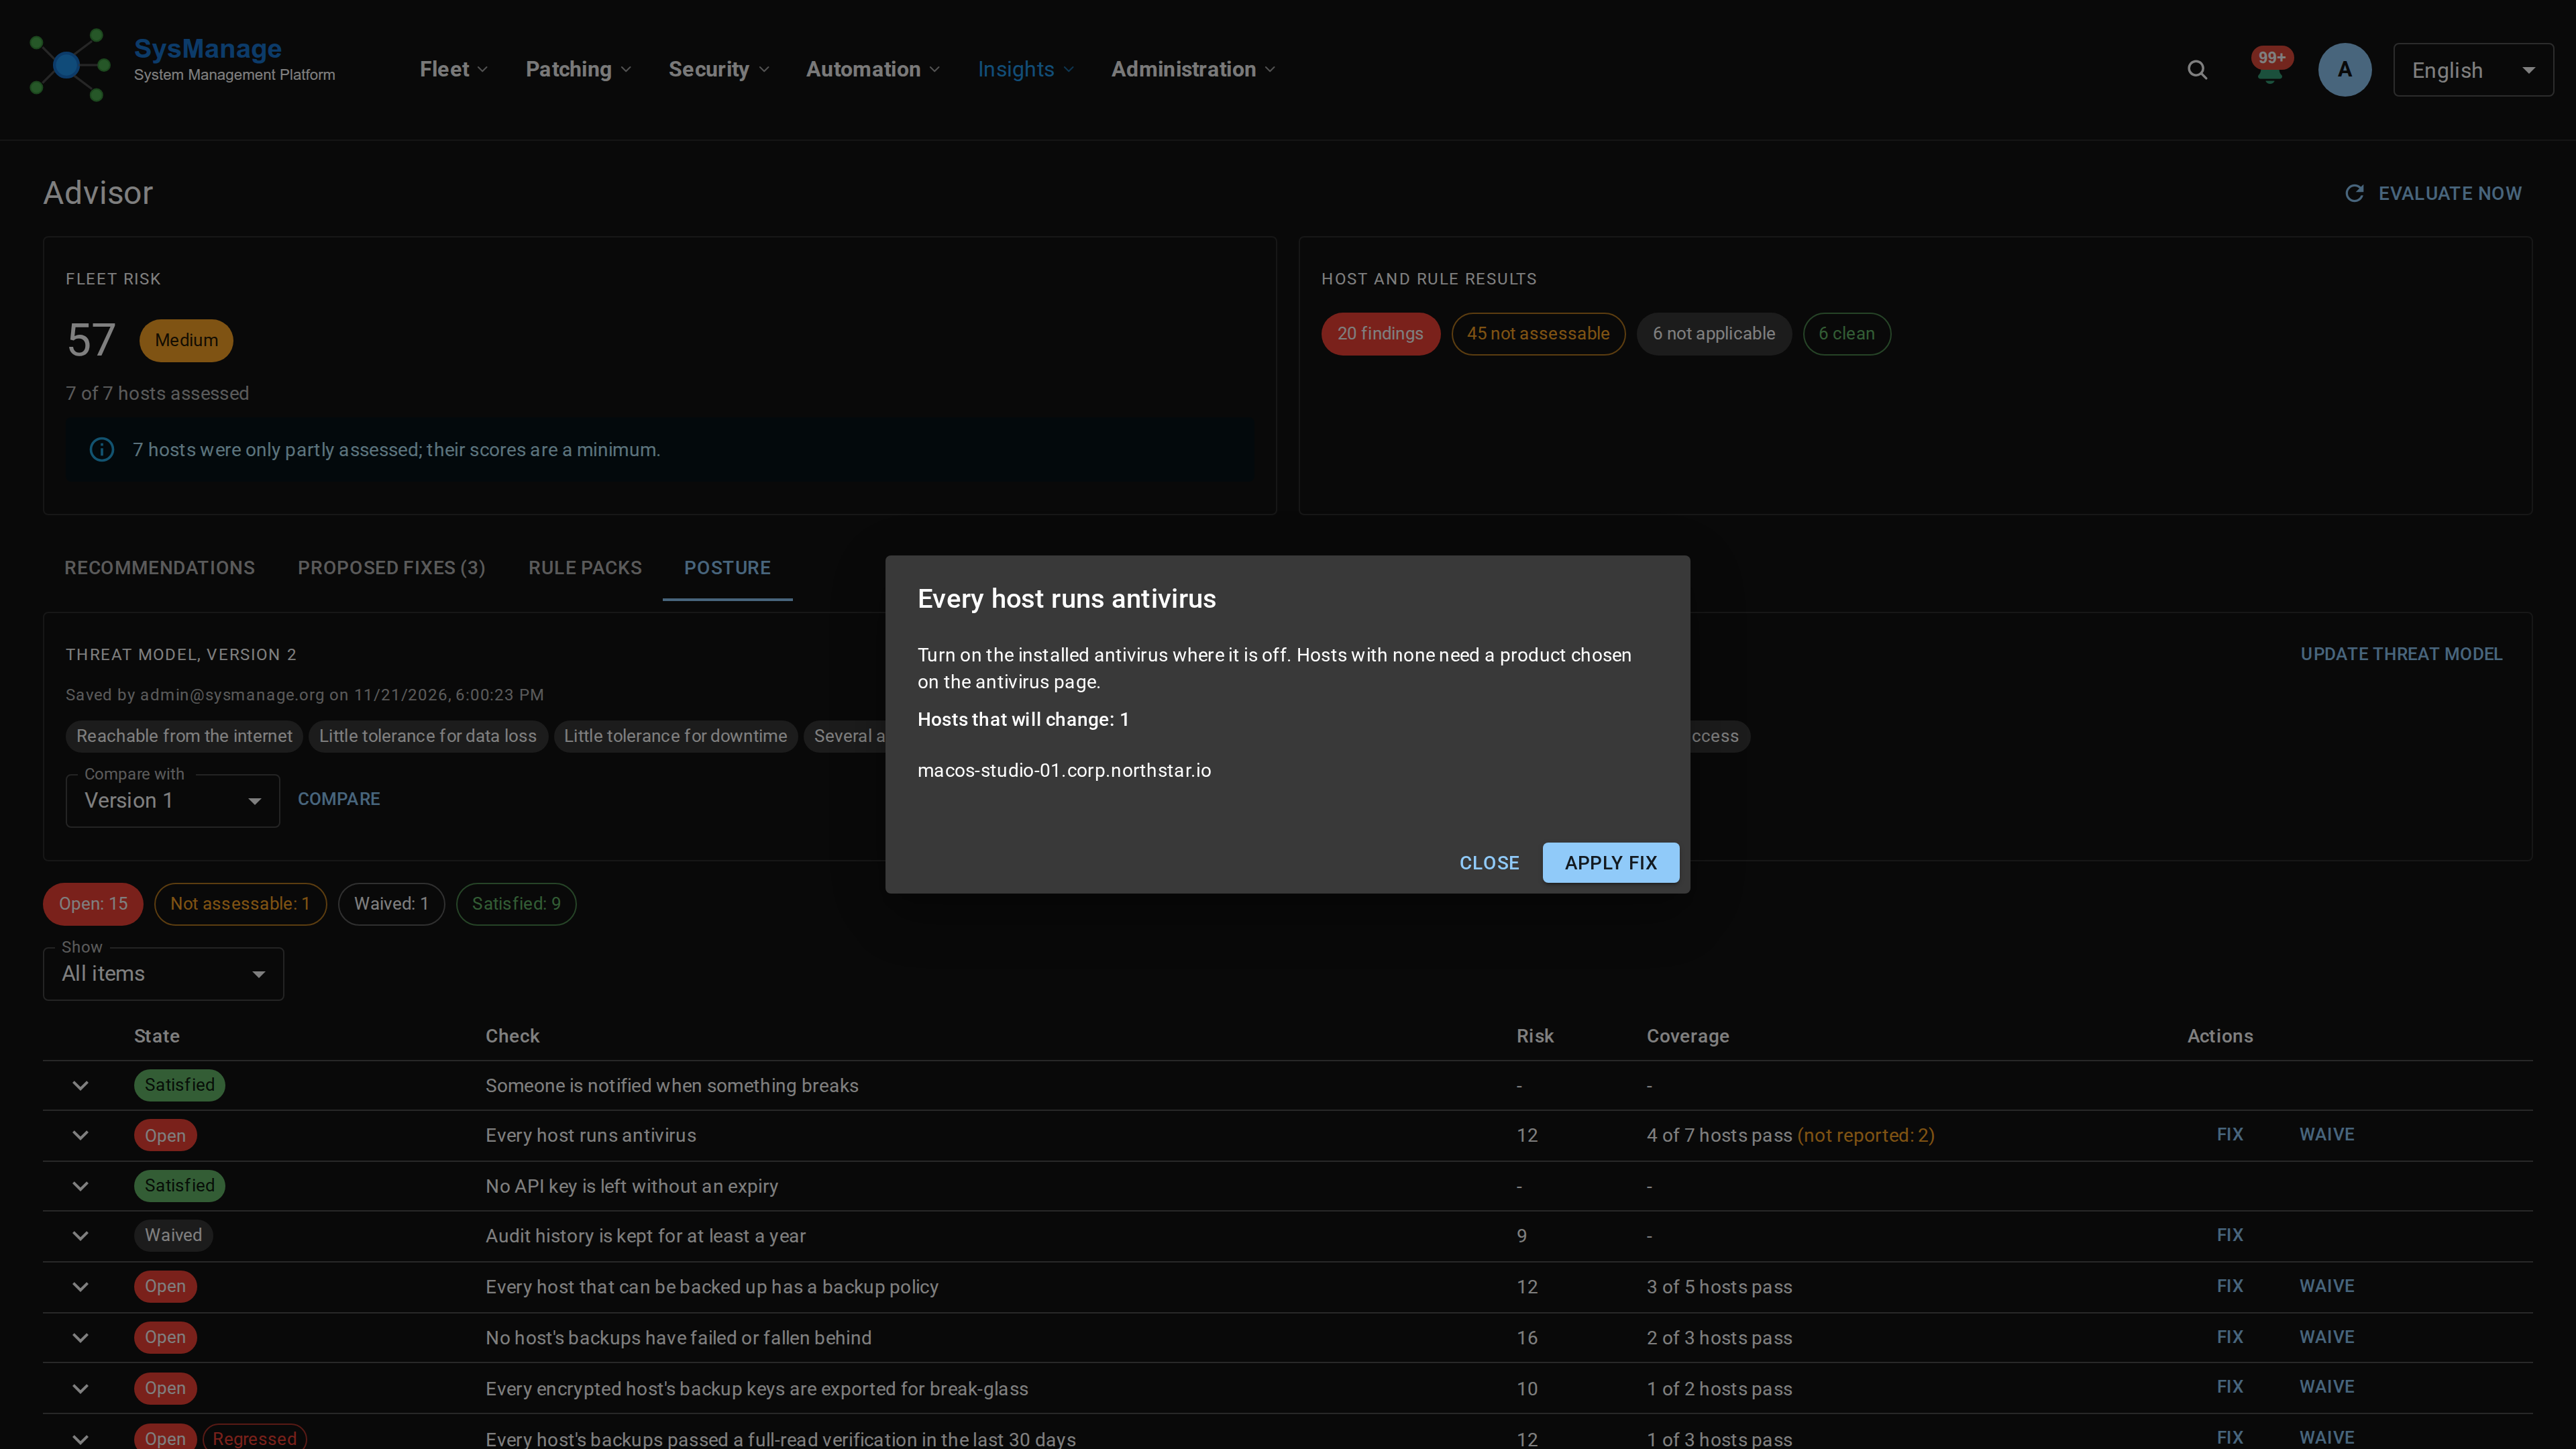 SysManage
System Management Platform
Fleet
Patching
Security
Automation
Insights
Administration
99+
A
English
Advisor
EVALUATE NOW
FLEET RISK
57
Medium
7 of 7 hosts assessed
7 hosts were only partly assessed; their scores are a minimum.
HOST AND RULE RESULTS
20 findings
45 not assessable
6 not applicable
6 clean
RECOMMENDATIONS
PROPOSED FIXES (3)
RULE PACKS
POSTURE
THREAT MODEL, VERSION 2
UPDATE THREAT MODEL
Saved by admin@sysmanage.org on 11/21/2026, 6:00:23 PM
Reachable from the internet
Little tolerance for data loss
Little tolerance for downtime
Several a
ccess
Compare with
Version 1
COMPARE
Every host runs antivirus
Turn on the installed antivirus where it is off. Hosts with none need a product chosen
on the antivirus page.
Hosts that will change: 1
macos-studio-01.corp.northstar.io
CLOSE
APPLY FIX
Open: 15
Not assessable: 1
Waived: 1
Satisfied: 9
Show
All items
State Check Risk Coverage Actions
Satisfied Someone is notified when something breaks - -
Open Every host runs antivirus 12 4 of 7 hosts pass (not reported: 2) FIX WAIVE
Satisfied No API key is left without an expiry - -
Waived Audit history is kept for at least a year 9 - FIX
Open Every host that can be backed up has a backup policy 12 3 of 5 hosts pass FIX WAIVE
Open No host's backups have failed or fallen behind 16 2 of 3 hosts pass FIX WAIVE
Open Every encrypted host's backup keys are exported for break-glass 10 1 of 2 hosts pass FIX WAIVE
Open Regressed Every host's backups passed a full-read verification in the last 30 days 12 1 of 3 hosts pass FIX WAIVE